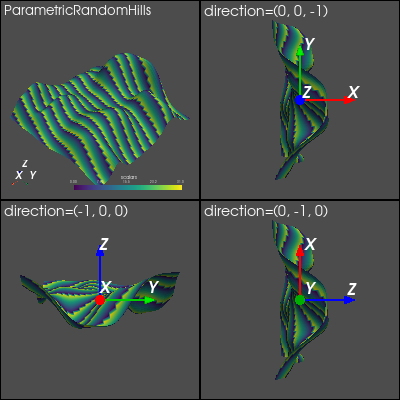 ParametricRandomHills
Z
X Y
scalars
direction=(0, 0, -1)
Y
Z
X
direction=(-1, 0, 0)
Z
X
Y
direction=(0, -1, 0)
X
Y
Z